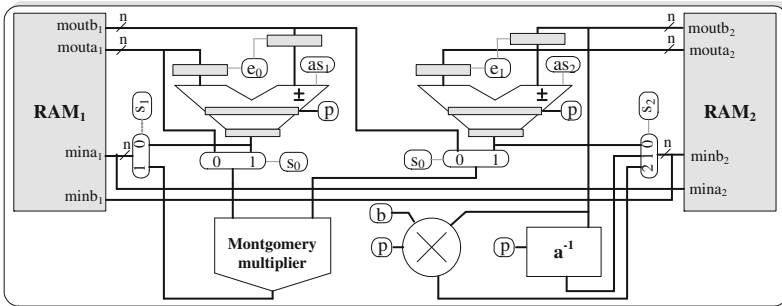 moutb₁ n
mouta₁ n
RAM₁
mina₁ n
minb₁
s₁
0
1 2
e₀
as₁
±
p
0 1
s₀
Montgomery
multiplier
e₁
as₂
±
p
s₀
0 1
b
p
p
a⁻¹
s₂
2 1 0
n moutb₂
n mouta₂
RAM₂
n minb₂
mina₂